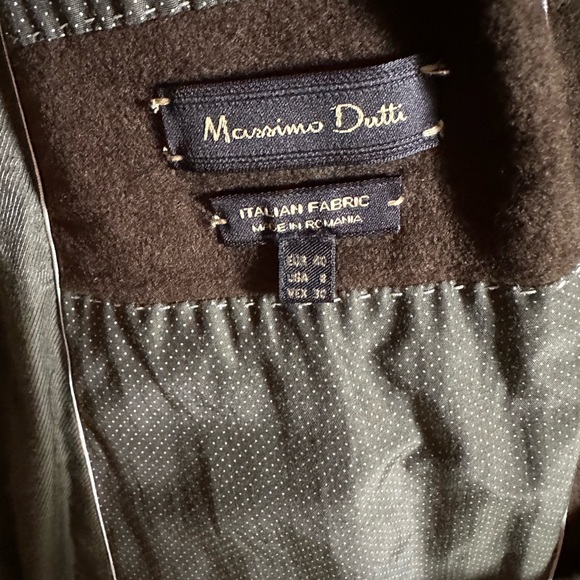 Massimo Dutti
ITALIAN FABRIC
MADE IN ROMANIA
EUR 40
USA 8
MEX 30